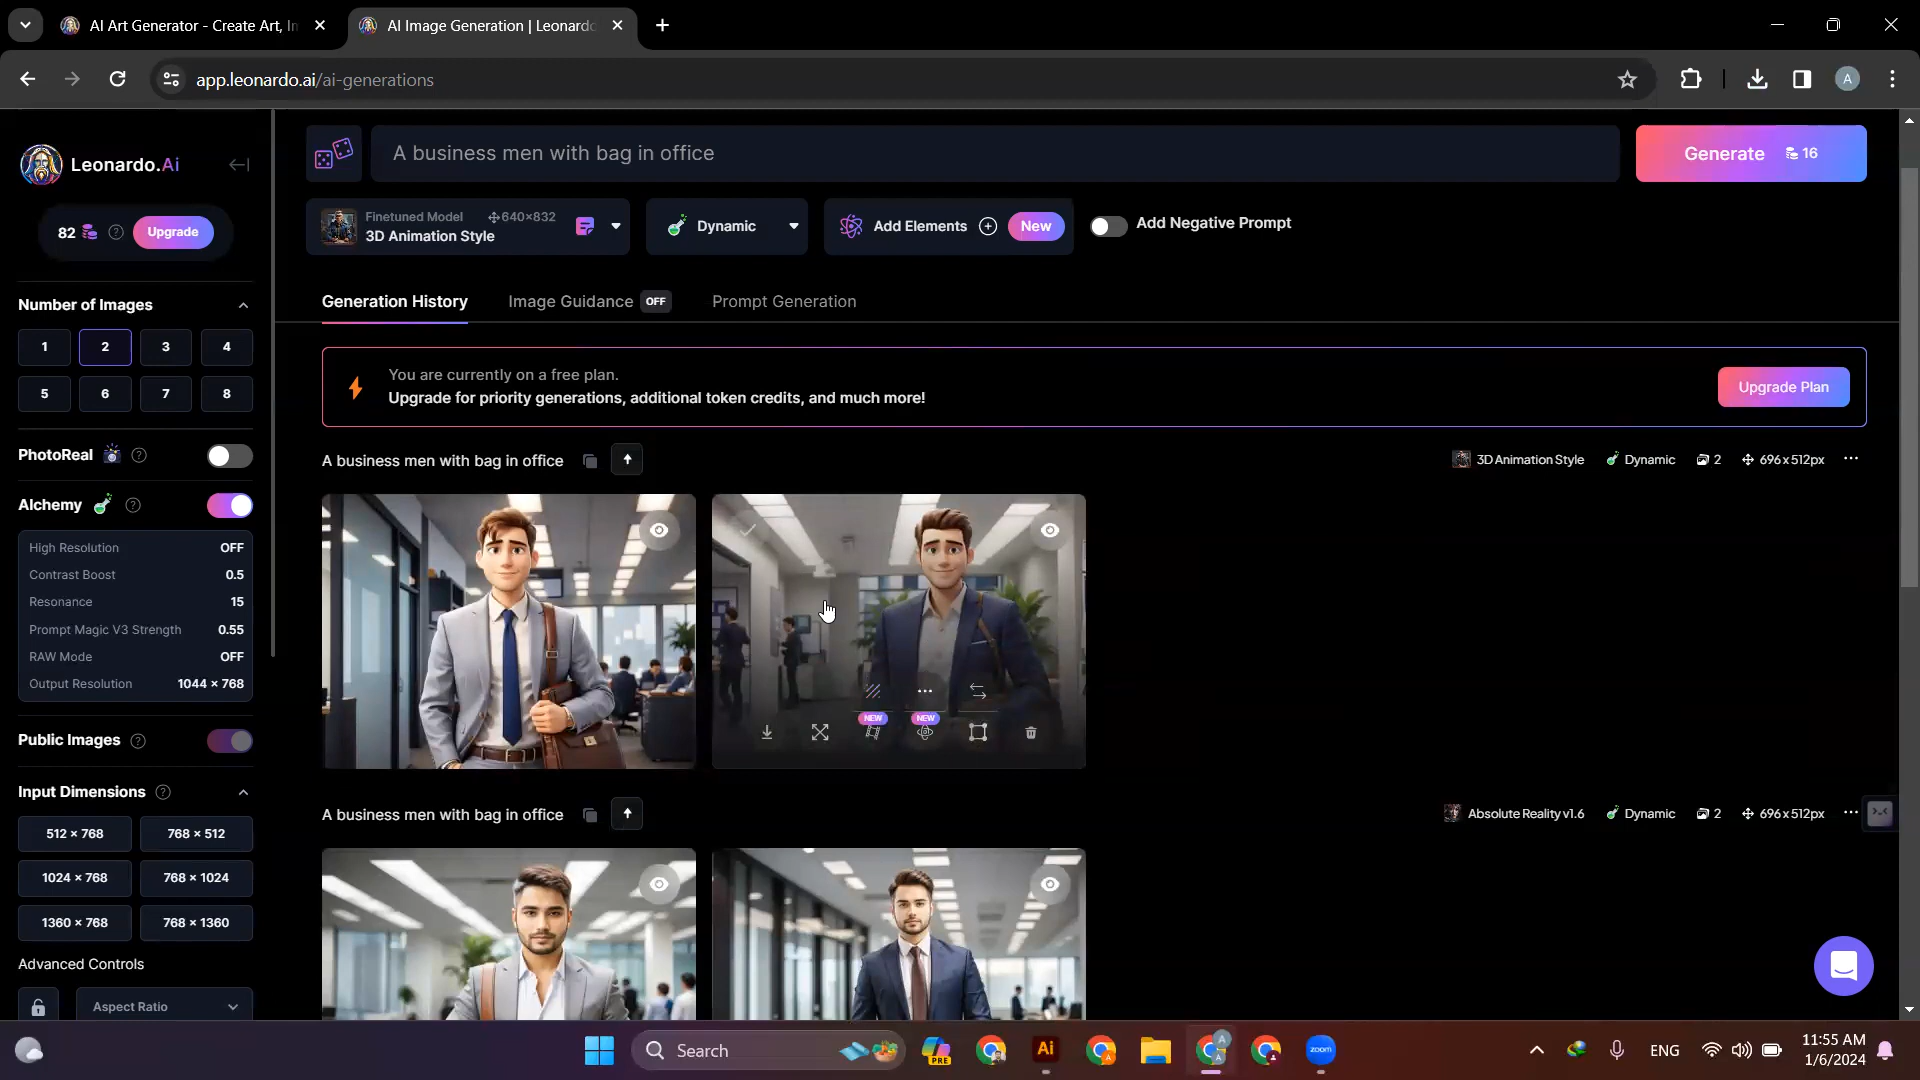 AI Art Generator - Create Art, In
AI Image Generation | Leonardo
app.leonardo.ai/ai-generations
A
Leonardo.Ai
A business men with bag in office
Generate 16
82 Upgrade
Finetuned Model 640×832
3D Animation Style
Dynamic
Add Elements New
Add Negative Prompt
Number of Images
1 2 3 4
5 6 7 8
Generation History
Image Guidance OFF
Prompt Generation
You are currently on a free plan.
Upgrade for priority generations, additional token credits, and much more!
Upgrade Plan
PhotoReal
Alchemy
High Resolution OFF
Contrast Boost 0.5
Resonance 15
Prompt Magic V3 Strength 0.55
RAW Mode OFF
Output Resolution 1044 × 768
Public Images
Input Dimensions
512 × 768 768 × 512
1024 × 768 768 × 1024
1360 × 768 768 × 1360
Advanced Controls
Aspect Ratio
A business men with bag in office
3D Animation Style Dynamic 2 696x512px
NEW NEW
A business men with bag in office
Absolute Reality v1.6 Dynamic 2 696x512px
Search
PRE
Ai
zoom
ENG
11:55 AM
1/6/2024